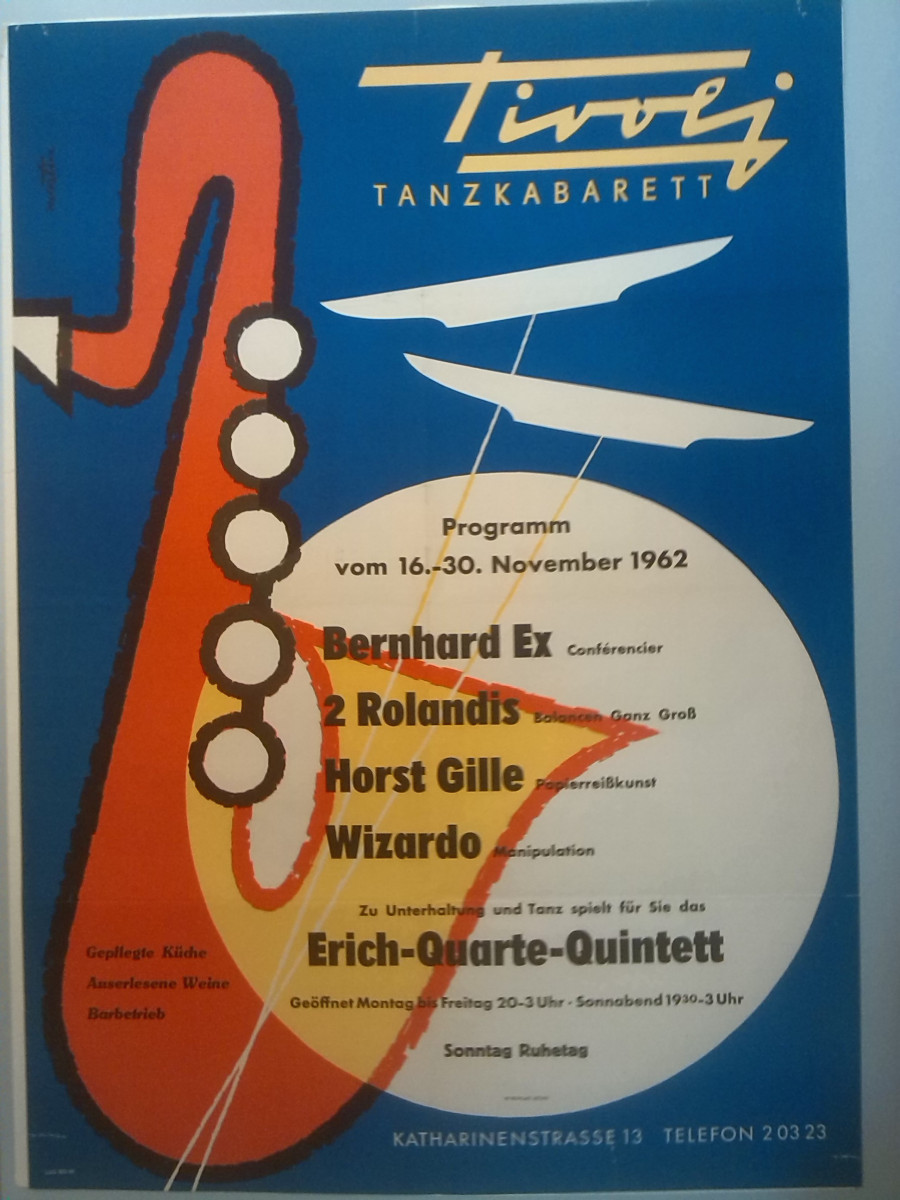 Tivoli
TANZKABARETT
Programm
vom 16.-30. November 1962
Bernhard Ex Conférencier
2 Rolandis Balancen Ganz Groß
Horst Gille Papierreißkunst
Wizardo Manipulation
Zu Unterhaltung und Tanz spielt für Sie das
Erich-Quarte-Quintett
Geöffnet Montag bis Freitag 20-3 Uhr · Sonnabend 19³⁰-3 Uhr
Sonntag Ruhetag
Gepflegte Küche
Auserlesene Weine
Barbetrieb
KATHARINENSTRASSE 13 TELEFON 2 03 23